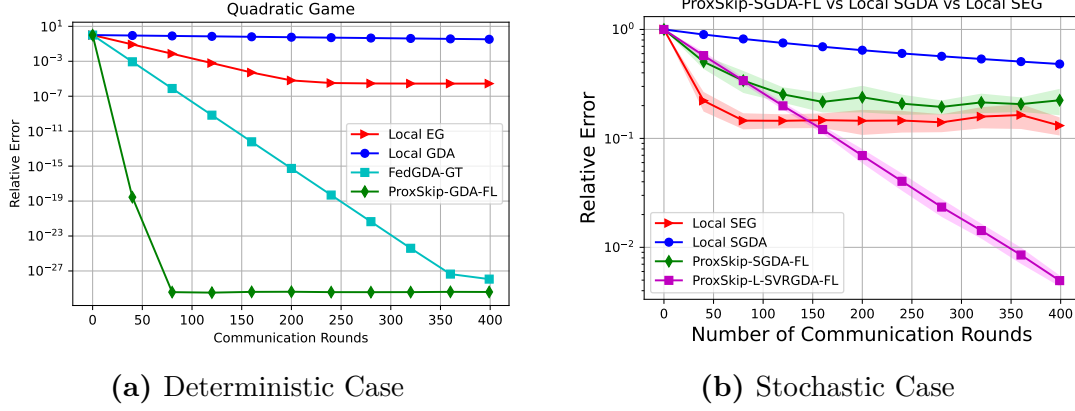 Quadratic Game
10^1
10^−3
10^−7
10^−11
10^−15
10^−19
10^−23
10^−27
Relative Error
Local EG
Local GDA
FedGDA-GT
ProxSkip-GDA-FL
0 50 100 150 200 250 300 350 400
Communication Rounds
(a) Deterministic Case
ProxSkip-SGDA-FL vs Local SGDA vs Local SEG
10^0
10^−1
10^−2
Relative Error
Local SEG
Local SGDA
ProxSkip-SGDA-FL
ProxSkip-L-SVRGDA-FL
0 50 100 150 200 250 300 350 400
Number of Communication Rounds
(b) Stochastic Case